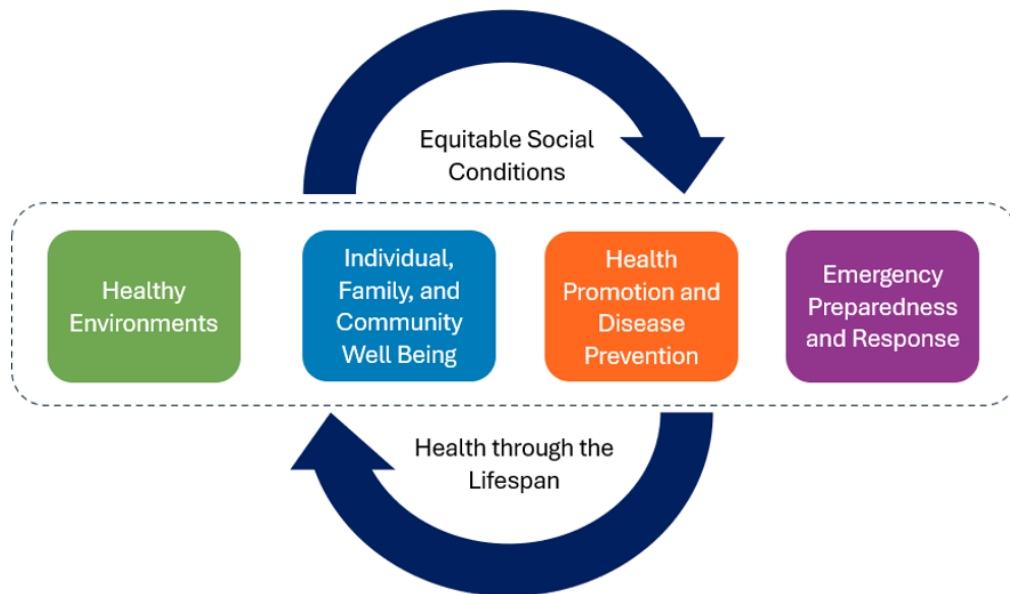 Equitable Social
Conditions
Healthy
Environments
Individual,
Family, and
Community
Well Being
Health
Promotion and
Disease
Prevention
Emergency
Preparedness
and Response
Health through the
Lifespan